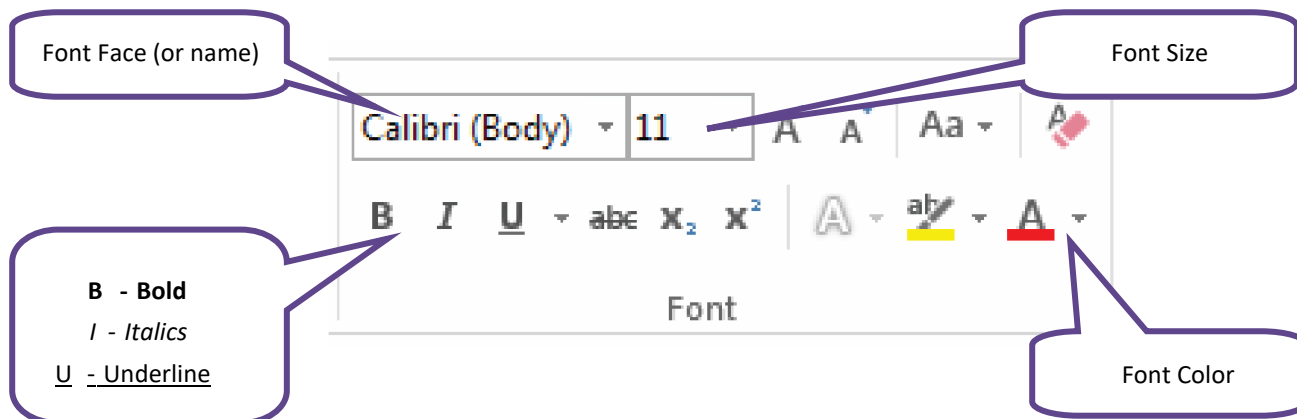 Font Face (or name)
Font Size
Calibri (Body) 11 A A Aa A
B I U abc X₂ X² A ab A
Font
B - Bold
I - Italics
U - Underline
Font Color